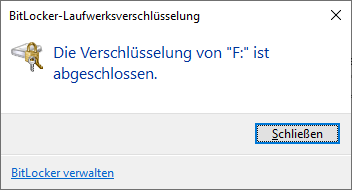 BitLocker-Laufwerksverschlüsselung
Die Verschlüsselung von "F:" ist
abgeschlossen.
Schließen
BitLocker verwalten